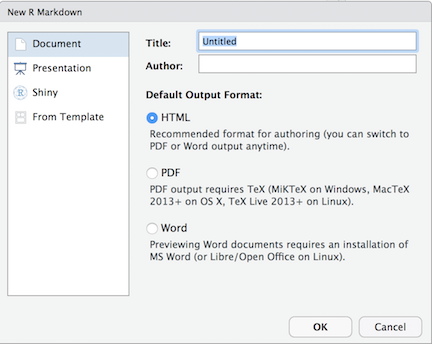 New R Markdown
Document
Presentation
Shiny
From Template
Title: Untitled
Author:
Default Output Format:
HTML
Recommended format for authoring (you can switch to
PDF or Word output anytime).
PDF
PDF output requires TeX (MiKTeX on Windows, MacTeX
2013+ on OS X, TeX Live 2013+ on Linux).
Word
Previewing Word documents requires an installation of
MS Word (or Libre/Open Office on Linux).
OK Cancel